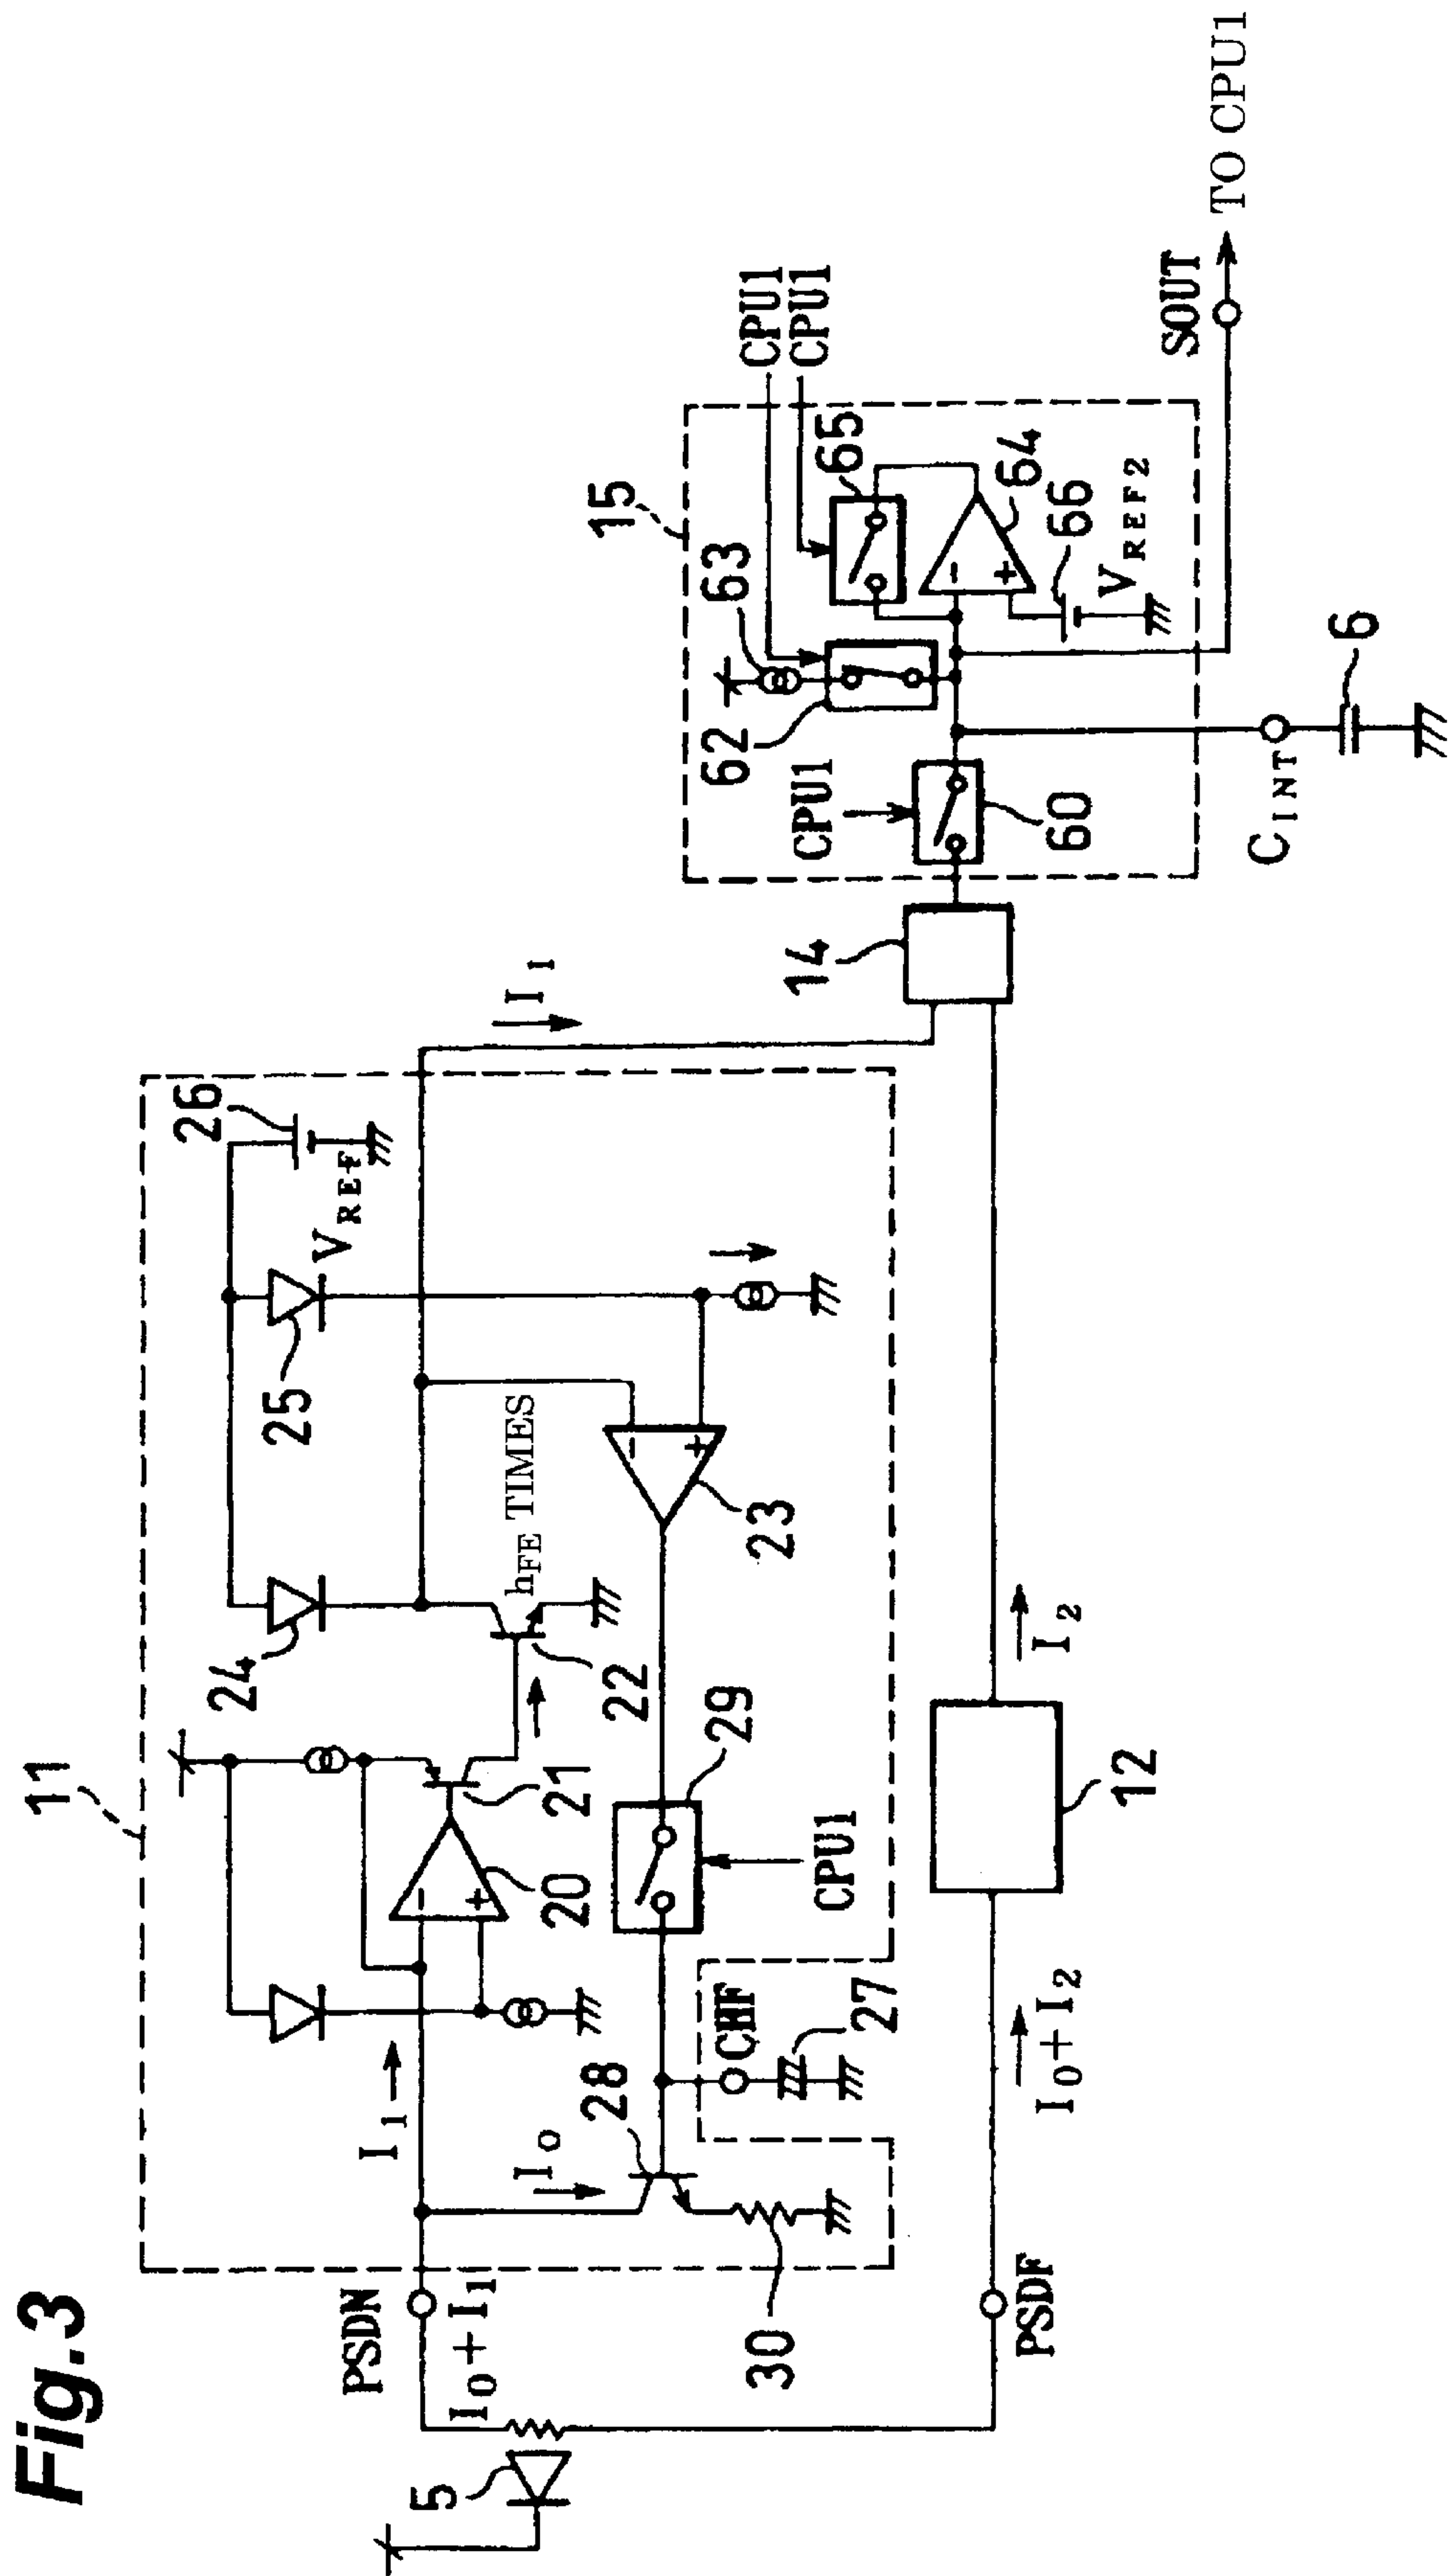 Fig.3
11
26
V REF
25
24
I1
hFE TIMES
22
21
20
23
29
CPU1
I1
I0
28
CHF
27
30
PSDN
I0+I1
5
PSDF
I0+I2
12
I2
14
15
CPU1
CPU1
65
63
62
64
66
V REF2
CPU1
60
CINT
6
SOUT
TO CPU1